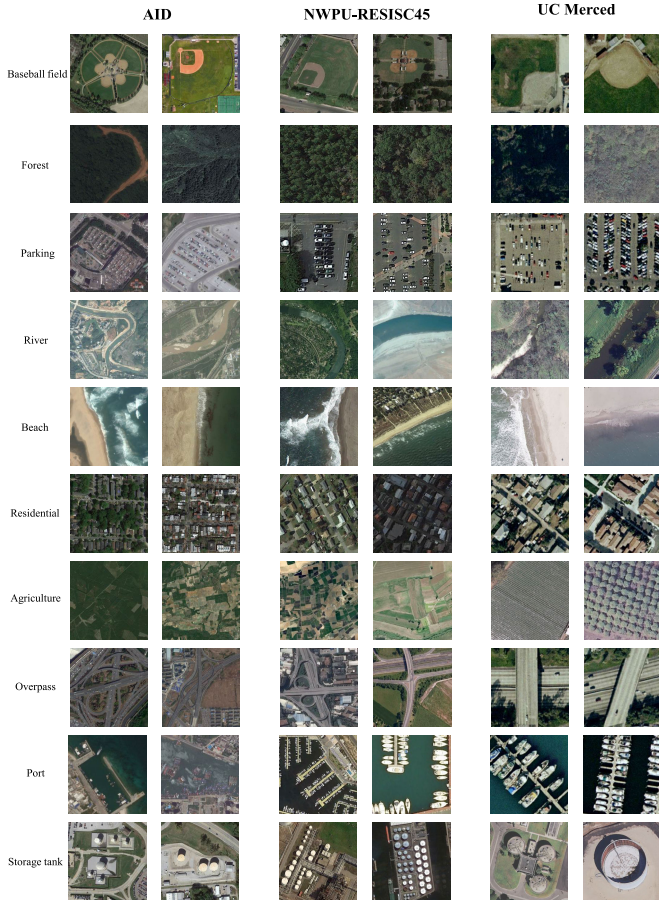 AID NWPU-RESISC45 UC Merced
Baseball field
Forest
Parking
River
Beach
Residential
Agriculture
Overpass
Port
Storage tank